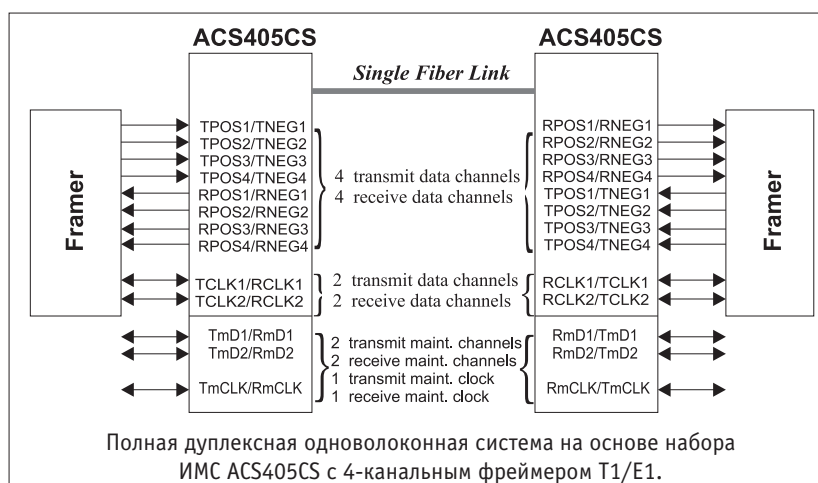 ACS405CS
ACS405CS
Single Fiber Link
Framer
TPOS1/TNEG1
TPOS2/TNEG2
TPOS3/TNEG3
TPOS4/TNEG4
RPOS1/RNEG1
RPOS2/RNEG2
RPOS3/RNEG3
RPOS4/RNEG4
4 transmit data channels
4 receive data channels
RPOS1/RNEG1
RPOS2/RNEG2
RPOS3/RNEG3
RPOS4/RNEG4
TPOS1/TNEG1
TPOS2/TNEG2
TPOS3/TNEG3
TPOS4/TNEG4
Framer
TCLK1/RCLK1
TCLK2/RCLK2
2 transmit data channels
2 receive data channels
RCLK1/TCLK1
RCLK2/TCLK2
TmD1/RmD1
TmD2/RmD2
TmCLK/RmCLK
2 transmit maint. channels
2 receive maint. channels
1 transmit maint. clock
1 receive maint. clock
RmD1/TmD1
RmD2/TmD2
RmCLK/TmCLK
Полная дуплексная одноволоконная система на основе набора
ИМС ACS405CS с 4-канальным фреймером T1/E1.